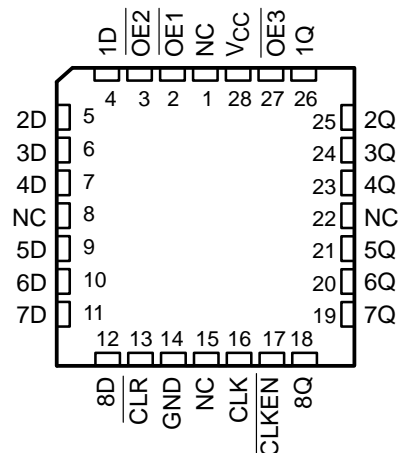 1D OE2 OE1 NC VCC OE3 1Q
4 3 2 1 28 27 26
2D 5 25 2Q
3D 6 24 3Q
4D 7 23 4Q
NC 8 22 NC
5D 9 21 5Q
6D 10 20 6Q
7D 11 19 7Q
12 13 14 15 16 17 18
8D CLR GND NC CLK CLKEN 8Q